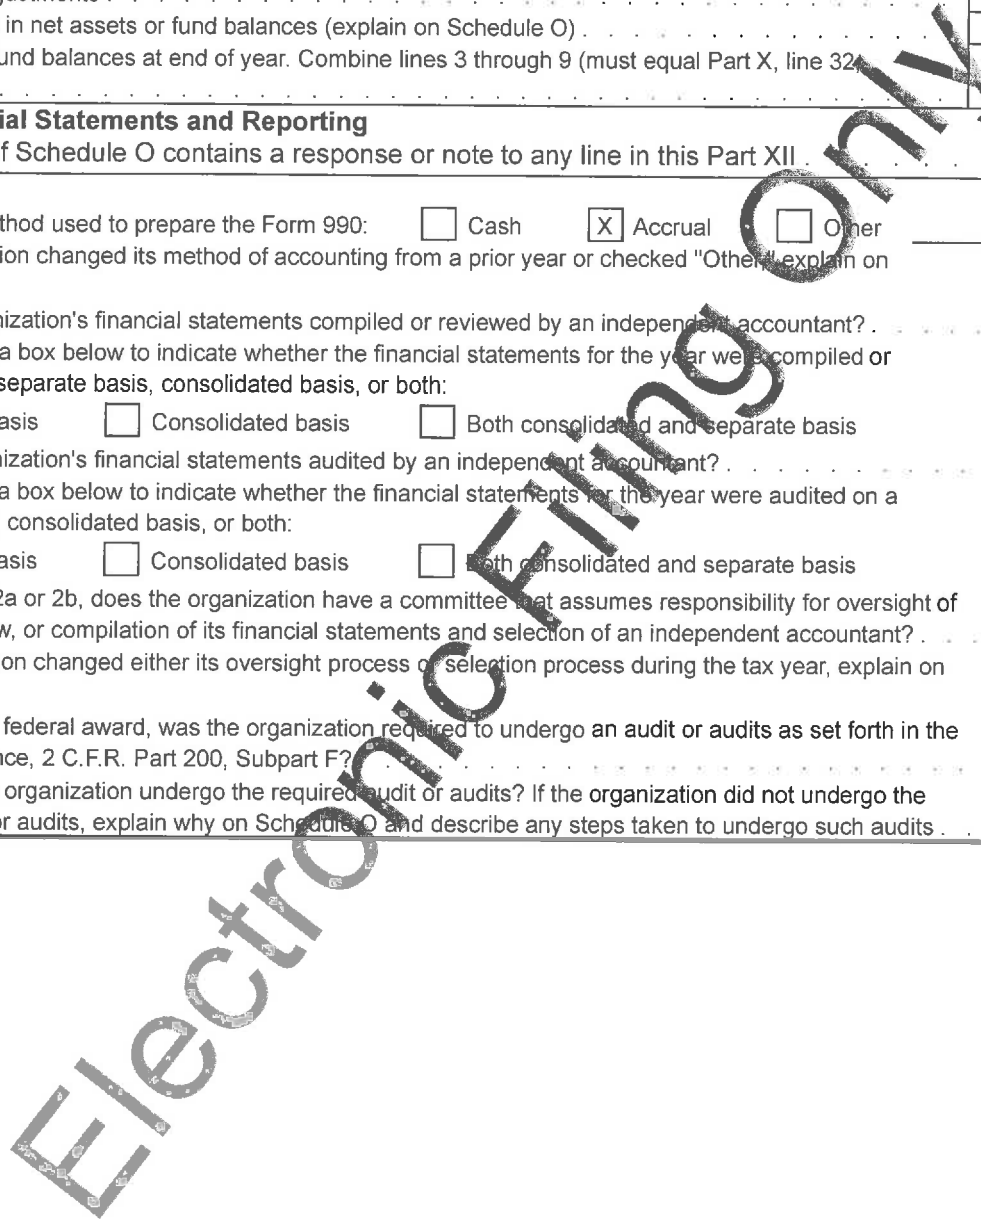 in net assets or fund balances (explain on Schedule O) . . . . . . . . . . . .
und balances at end of year. Combine lines 3 through 9 (must equal Part X, line 32,
ial Statements and Reporting
f Schedule O contains a response or note to any line in this Part XII . . . . . .
thod used to prepare the Form 990: Cash X Accrual Other
ion changed its method of accounting from a prior year or checked "Other," explain on
nization's financial statements compiled or reviewed by an independent accountant? . . . . .
a box below to indicate whether the financial statements for the year were compiled or
separate basis, consolidated basis, or both:
asis Consolidated basis Both consolidated and separate basis
nization's financial statements audited by an independent accountant? . . . . . . . . . .
a box below to indicate whether the financial statements for the year were audited on a
consolidated basis, or both:
asis Consolidated basis Both consolidated and separate basis
2a or 2b, does the organization have a committee that assumes responsibility for oversight of
w, or compilation of its financial statements and selection of an independent accountant? . .
on changed either its oversight process or selection process during the tax year, explain on
federal award, was the organization required to undergo an audit or audits as set forth in the
nce, 2 C.F.R. Part 200, Subpart F? . . . . . . . . . . . . . . . . . . .
organization undergo the required audit or audits? If the organization did not undergo the
or audits, explain why on Schedule O and describe any steps taken to undergo such audits . .
Electronic Filing Only